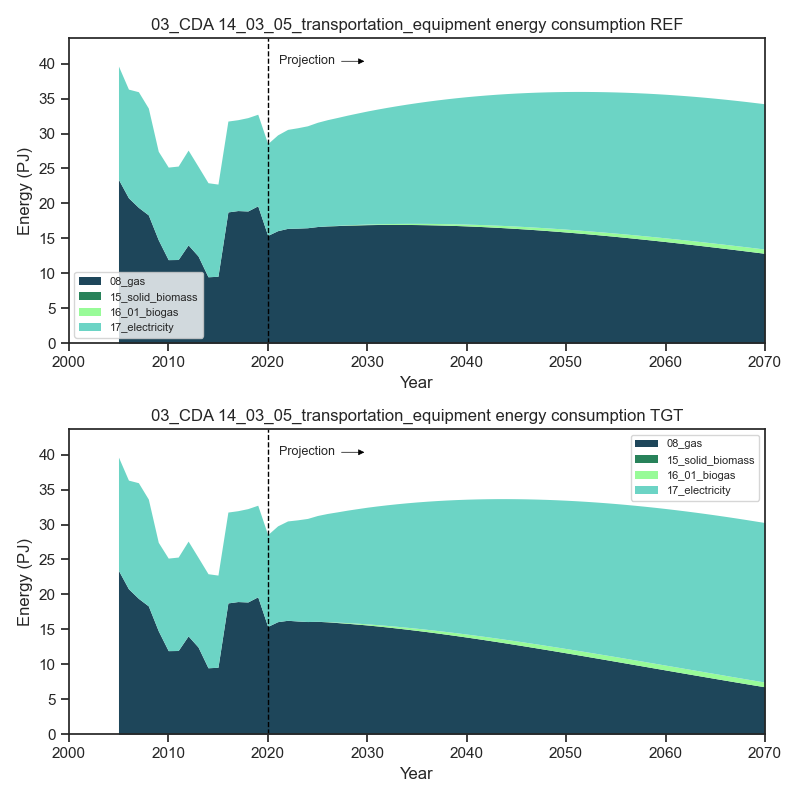 03_CDA 14_03_05_transportation_equipment energy consumption REF
Projection
40
35
30
25
20
15
10
5
0
Energy (PJ)
08_gas
15_solid_biomass
16_01_biogas
17_electricity
2000 2010 2020 2030 2040 2050 2060 2070
Year
03_CDA 14_03_05_transportation_equipment energy consumption TGT
Projection
08_gas
15_solid_biomass
16_01_biogas
17_electricity
40
35
30
25
20
15
10
5
0
Energy (PJ)
2000 2010 2020 2030 2040 2050 2060 2070
Year